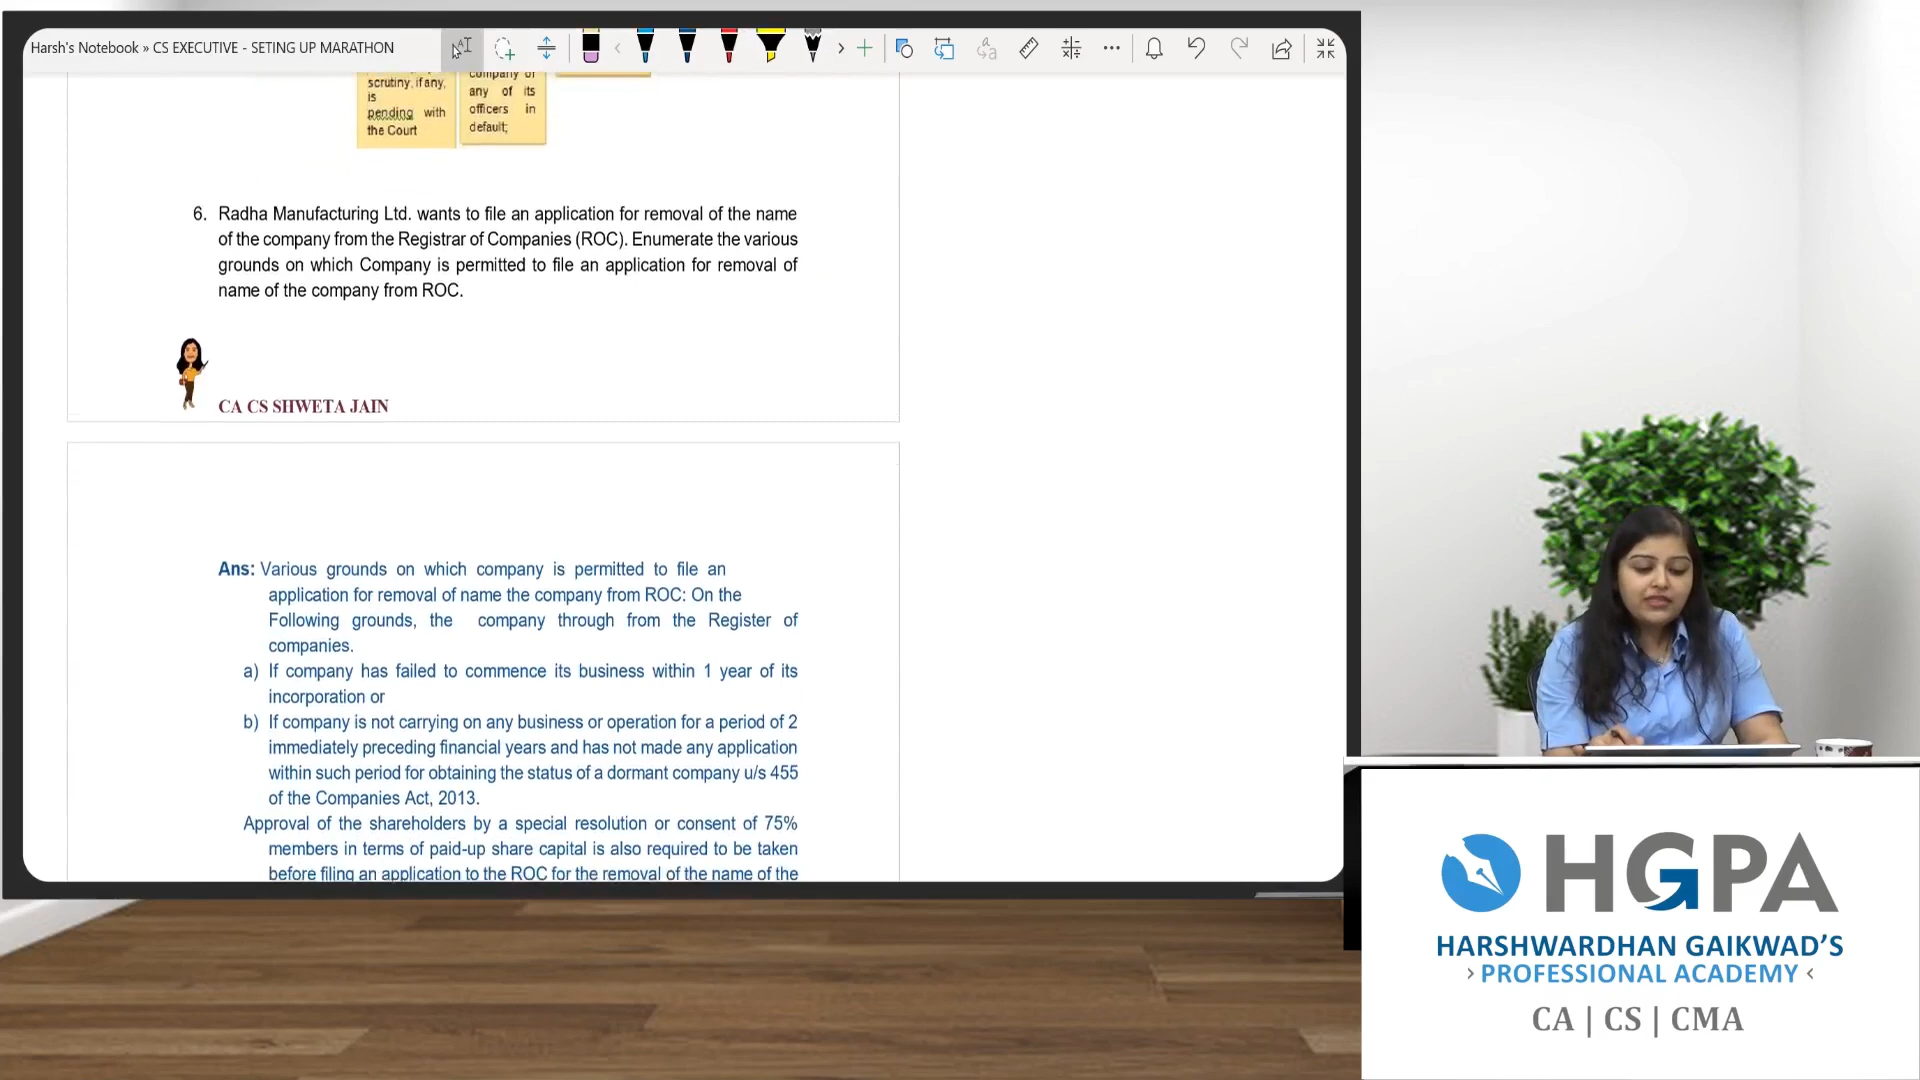 Harsh's Notebook » CS EXECUTIVE - SETING UP MARATHON
scrutiny, if any,
is
pending with
the Court
company or
any of its
officers in
default;
6. Radha Manufacturing Ltd. wants to file an application for removal of the name
of the company from the Registrar of Companies (ROC). Enumerate the various
grounds on which Company is permitted to file an application for removal of
name of the company from ROC.
CA CS SHWETA JAIN
Ans: Various grounds on which company is permitted to file an
application for removal of name the company from ROC: On the
Following grounds, the company through from the Register of
companies.
a) If company has failed to commence its business within 1 year of its
incorporation or
b) If company is not carrying on any business or operation for a period of 2
immediately preceding financial years and has not made any application
within such period for obtaining the status of a dormant company u/s 455
of the Companies Act, 2013.
Approval of the shareholders by a special resolution or consent of 75%
members in terms of paid-up share capital is also required to be taken
before filing an application to the ROC for the removal of the name of the
HGPA
HARSHWARDHAN GAIKWAD'S
› PROFESSIONAL ACADEMY ‹
CA | CS | CMA